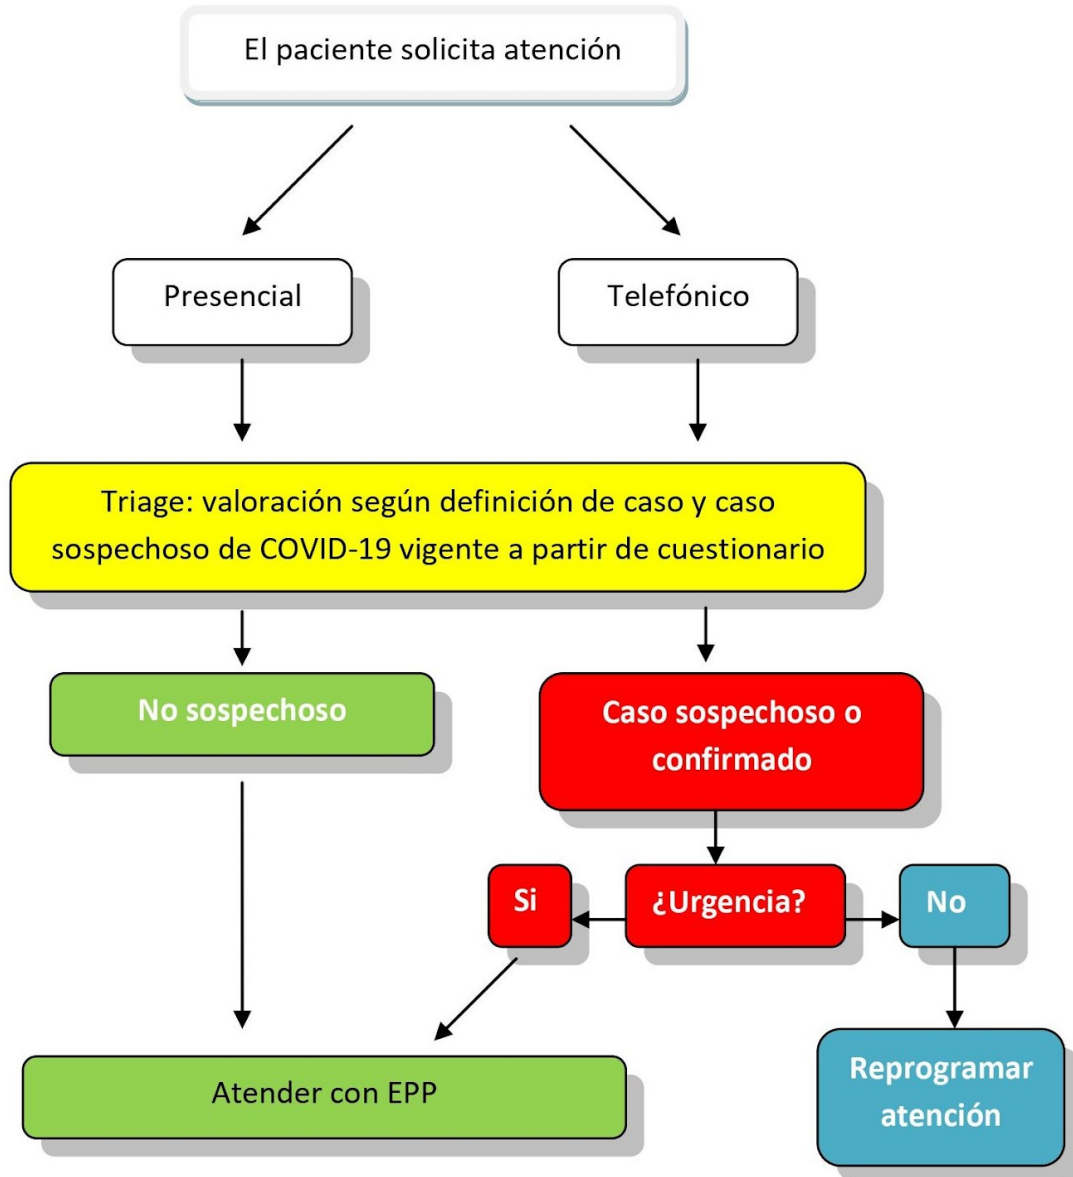 El paciente solicita atención
Presencial
Telefónico
Triage: valoración según definición de caso y caso
sospechoso de COVID-19 vigente a partir de cuestionario
No sospechoso
Caso sospechoso o
confirmado
Si
¿Urgencia?
No
Atender con EPP
Reprogramar
atención